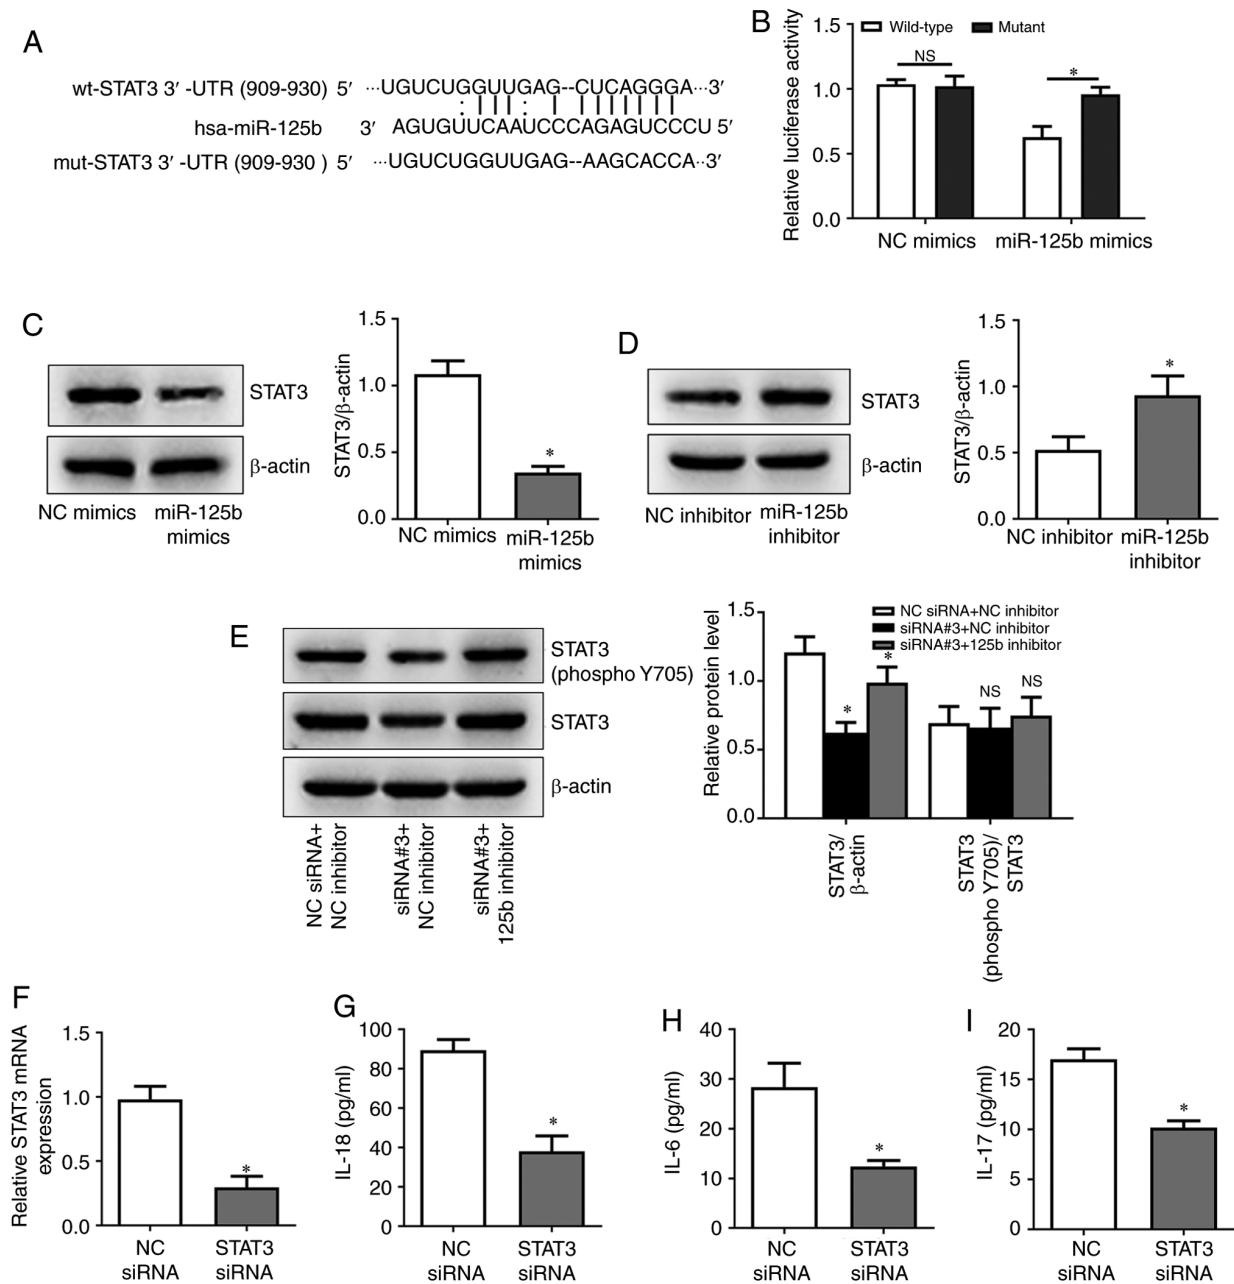 A
wt-STAT3 3′ -UTR (909-930) 5′ ···UGUCUGGUUGAG--CUCAGGGA···3′
hsa-miR-125b 3′ AGUGUUCAAUCCCAGAGUCCCU 5′
mut-STAT3 3′ -UTR (909-930 ) 5′ ···UGUCUGGUUGAG--AAGCACCA··3′
B
Relative luciferase activity
1.5
1.0
0.5
0.0
Wild-type
Mutant
NS
*
NC mimics
miR-125b mimics
C
STAT3
β-actin
NC mimics
miR-125b
mimics
STAT3/β-actin
1.5
1.0
0.5
0.0
*
NC mimics
miR-125b
mimics
D
STAT3
β-actin
NC inhibitor
miR-125b
inhibitor
STAT3/β-actin
1.5
1.0
0.5
0.0
*
NC inhibitor
miR-125b
inhibitor
E
STAT3
(phospho Y705)
STAT3
β-actin
NC siRNA+
NC inhibitor
siRNA#3+
NC inhibitor
siRNA#3+
125b inhibitor
Relative protein level
1.5
1.0
0.5
0.0
NC siRNA+NC inhibitor
siRNA#3+NC inhibitor
siRNA#3+125b inhibitor
*
*
NS
NS
STAT3/
β-actin
STAT3
(phospho Y705)/
STAT3
F
Relative STAT3 mRNA
expression
1.5
1.0
0.5
0.0
*
NC
siRNA
STAT3
siRNA
G
IL-18 (pg/ml)
100
80
60
40
20
0
*
NC
siRNA
STAT3
siRNA
H
IL-6 (pg/ml)
40
30
20
10
0
*
NC
siRNA
STAT3
siRNA
I
IL-17 (pg/ml)
20
15
10
5
0
*
NC
siRNA
STAT3
siRNA